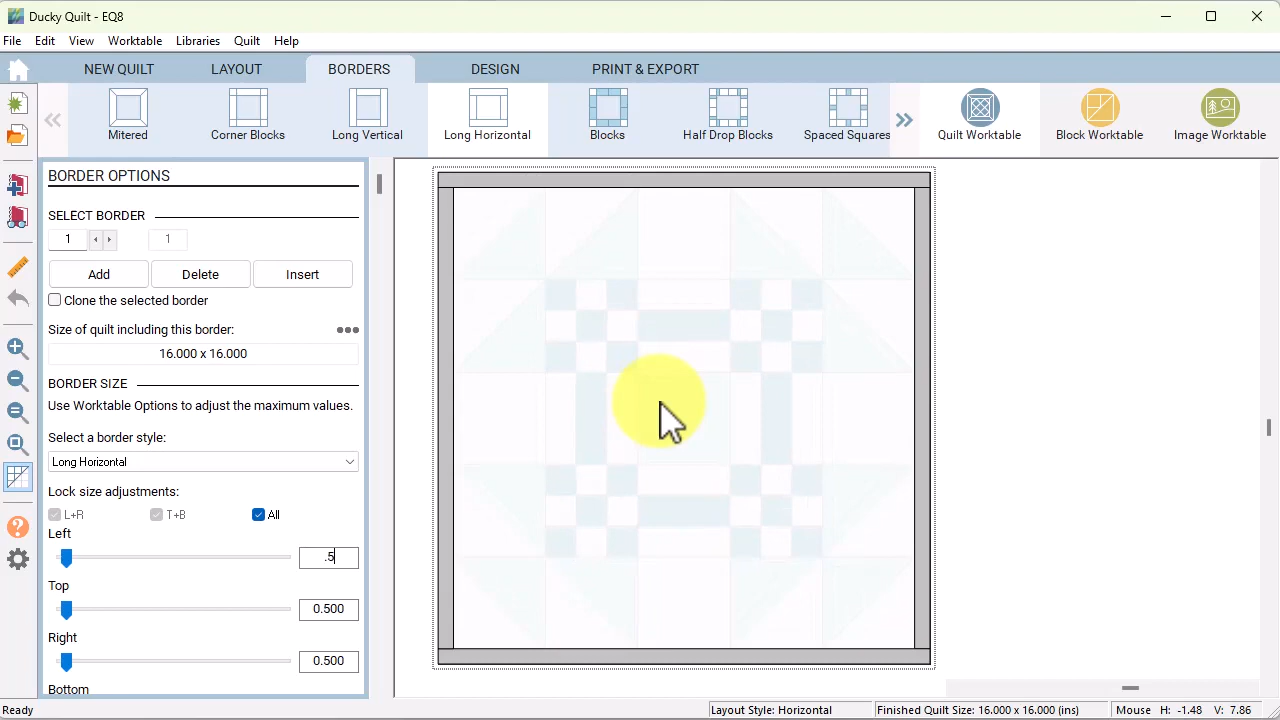 Ducky Quilt - EQ8
File Edit View Worktable Libraries Quilt Help
NEW QUILT LAYOUT BORDERS DESIGN PRINT & EXPORT
Mitered Corner Blocks Long Vertical Long Horizontal Blocks Half Drop Blocks Spaced Squares Quilt Worktable Block Worktable Image Worktable
BORDER OPTIONS
SELECT BORDER
1 1
Add Delete Insert
Clone the selected border
Size of quilt including this border:
16.000 x 16.000
BORDER SIZE
Use Worktable Options to adjust the maximum values.
Select a border style:
Long Horizontal
Lock size adjustments:
L+R T+B All
Left
.5
Top
0.500
Right
0.500
Bottom
Ready Layout Style: Horizontal Finished Quilt Size: 16.000 x 16.000 (ins) Mouse H: -1.48 V: 7.86